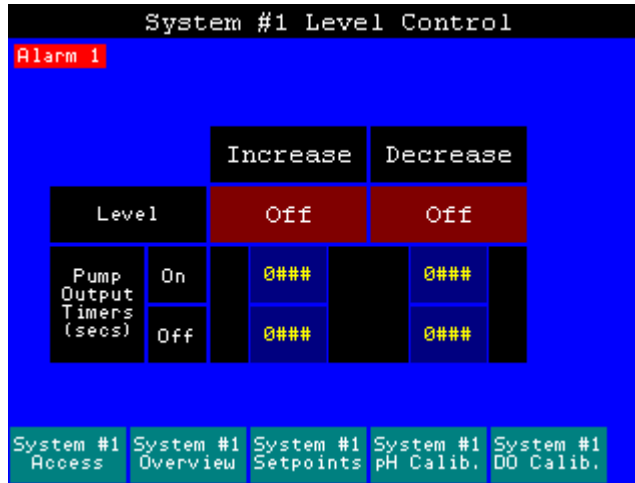 System #1 Level Control
Alarm 1
Increase Decrease
Level Off Off
Pump
Output
Timers
(secs)
On 0### 0###
Off 0### 0###
System #1
Access
System #1
Overview
System #1
Setpoints
System #1
pH Calib.
System #1
DO Calib.